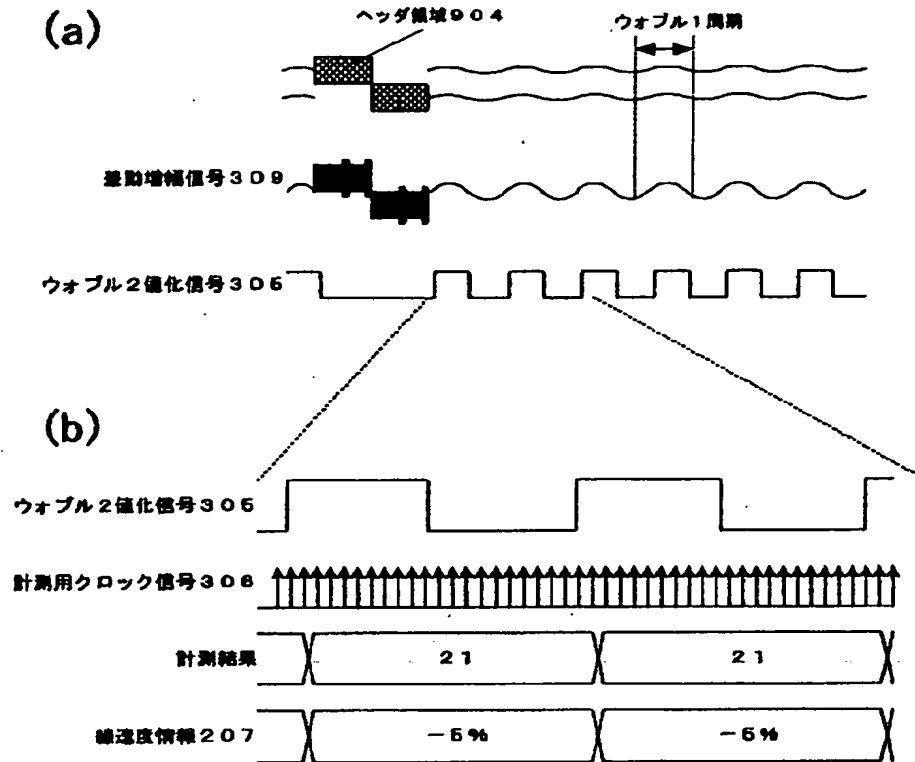 (a)
ヘッダ領域904
ウォブル1周期
差動増幅信号309
ウォブル2値化信号305
(b)
ウォブル2値化信号305
計測用クロック信号306
計測結果
21
21
線速度情報207
-5%
-5%